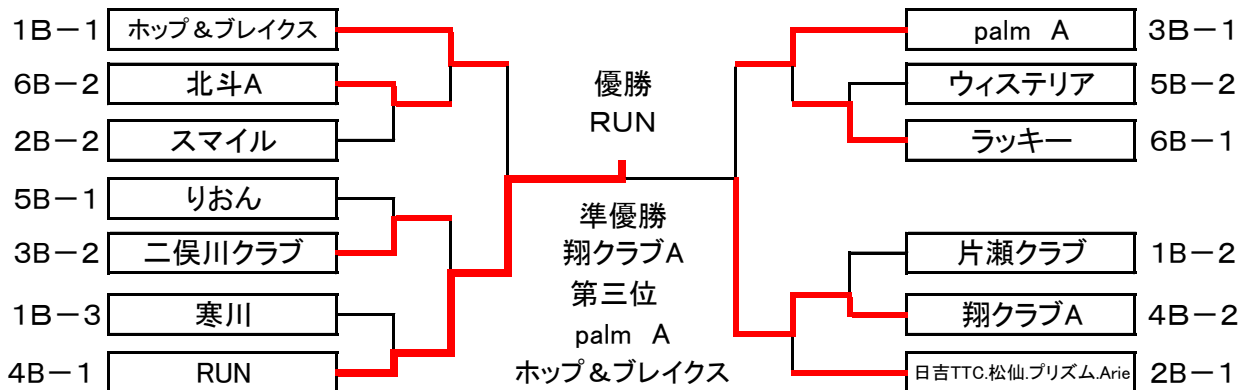 1B－1 ホップ＆ブレイクス
6B－2 北斗A
2B－2 スマイル
5B－1 りおん
3B－2 二俣川クラブ
1B－3 寒川
4B－1 RUN
優勝
RUN
準優勝
翔クラブA
第三位
palm A
ホップ＆ブレイクス
palm A 3B－1
ウィステリア 5B－2
ラッキー 6B－1
片瀬クラブ 1B－2
翔クラブA 4B－2
日吉TTC.松仙.プリズム.Arie 2B－1